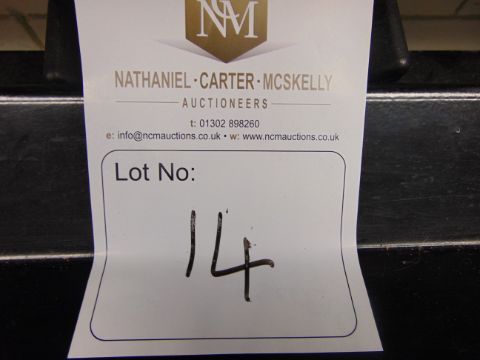 NCM
NATHANIEL · CARTER · MCSKELLY
AUCTIONEERS
t: 01302 898260
e: info@ncmauctions.co.uk • w: www.ncmauctions.co.uk
Lot No:
14